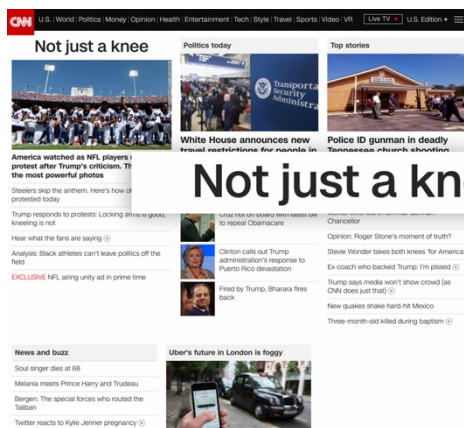 CNN
U.S. World Politics Money Opinion Health Entertainment Tech Style Travel Sports Video VR
Live TV
U.S. Edition +
Not just a knee
America watched as NFL players
protest after Trump's criticism.
the most powerful photos
Steelers skip the anthem. Here's how
protested today
Trump responds to protests: Locking arms is good,
kneeling is not
Hear what the fans are saying
Analysis: Black athletes can't leave politics off the
field
EXCLUSIVE NFL airing unity ad in prime time
Politics today
Transporta
Security
Administra
White House announces new
travel restrictions for people in
Not just a kn
Cruz not on board with latest bill
to repeal Obamacare
Clinton calls out Trump
administration's response to
Puerto Rico devastation
Fired by Trump, Bharara fires
back
Top stories
Police ID gunman in deadly
Tennessee church shooting
Chancellor
Opinion: Roger Stone's moment of truth?
Stevie Wonder takes both knees 'for America'
Ex-coach who backed Trump: I'm pissed
Trump says media won't show crowd (as
CNN does just that)
New quakes shake hard-hit Mexico
Three-month-old killed during baptism
News and buzz
Soul singer dies at 68
Melania meets Prince Harry and Trudeau
Bergen: The special forces who routed the
Taliban
Twitter reacts to Kylie Jenner pregnancy
Uber's future in London is foggy